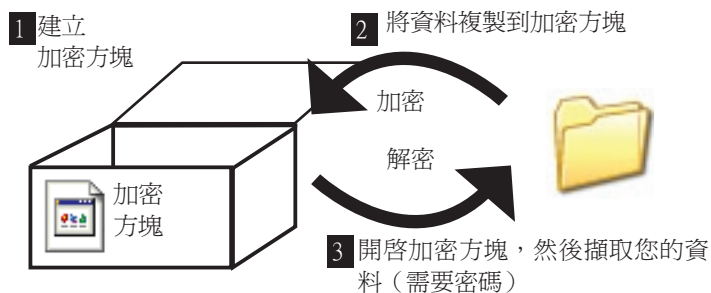 1 建立
加密方塊
2 將資料複製到加密方塊
加密
解密
加密
方塊
3 開啓加密方塊，然後擷取您的資
料（需要密碼）